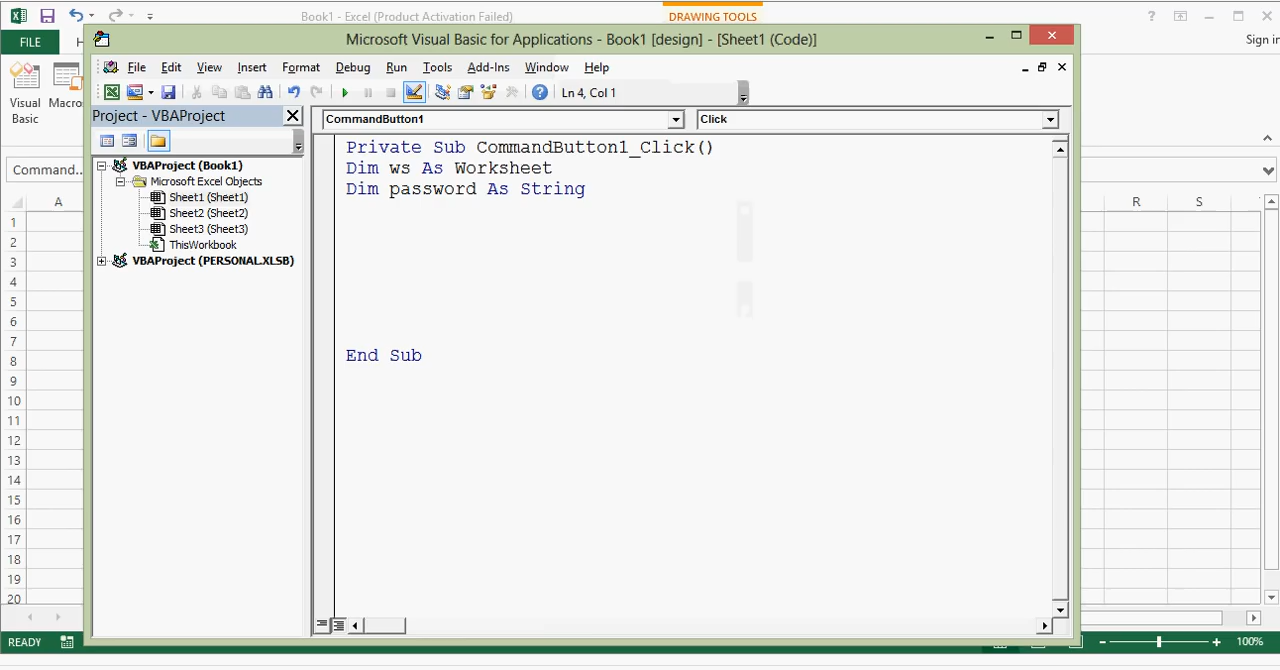 Book1 - Excel (Product Activation Failed)
DRAWING TOOLS
FILE
H
Sign in
Visual Basic
Macro
Command...
Microsoft Visual Basic for Applications - Book1 [design] - [Sheet1 (Code)]
File Edit View Insert Format Debug Run Tools Add-Ins Window Help
Ln 4, Col 1
Project - VBAProject
VBAProject (Book1)
Microsoft Excel Objects
Sheet1 (Sheet1)
Sheet2 (Sheet2)
Sheet3 (Sheet3)
ThisWorkbook
VBAProject (PERSONAL.XLSB)
CommandButton1
Click
Private Sub CommandButton1_Click()
Dim ws As Worksheet
Dim password As String
End Sub
A
R S
1
2
3
4
5
6
7
8
9
10
11
12
13
14
15
16
17
18
19
20
READY
100%